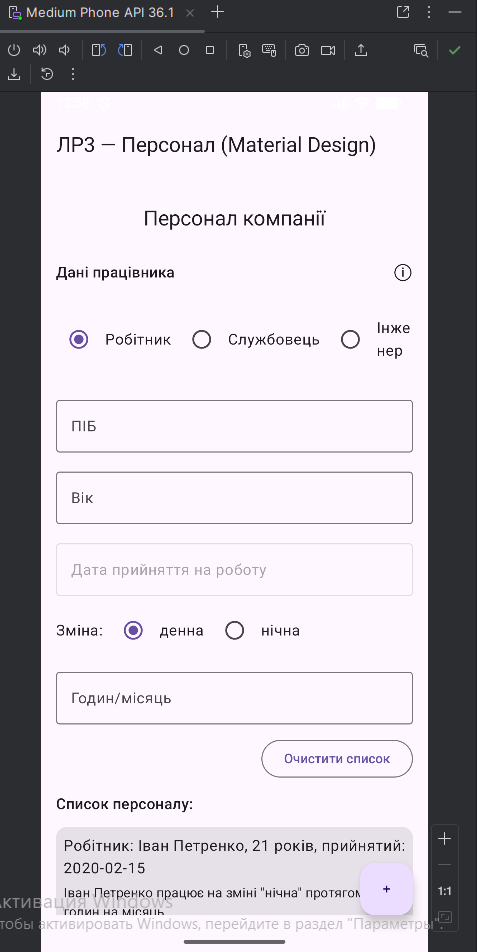 Medium Phone API 36.1
ЛР3 — Персонал (Material Design)
Персонал компанії
Дані працівника
Робітник
Службовець
Інже
нер
ПІБ
Вік
Дата прийняття на роботу
Зміна: денна нічна
Годин/місяць
Очистити список
Список персоналу:
Робітник: Іван Петренко, 21 років, прийнятий:
2020-02-15
Іван Петренко працює на зміні "нічна" протягом
годин на місяць
+
1:1
Активация Windows
тобы активировать Windows, перейдите в раздел "Параметры".